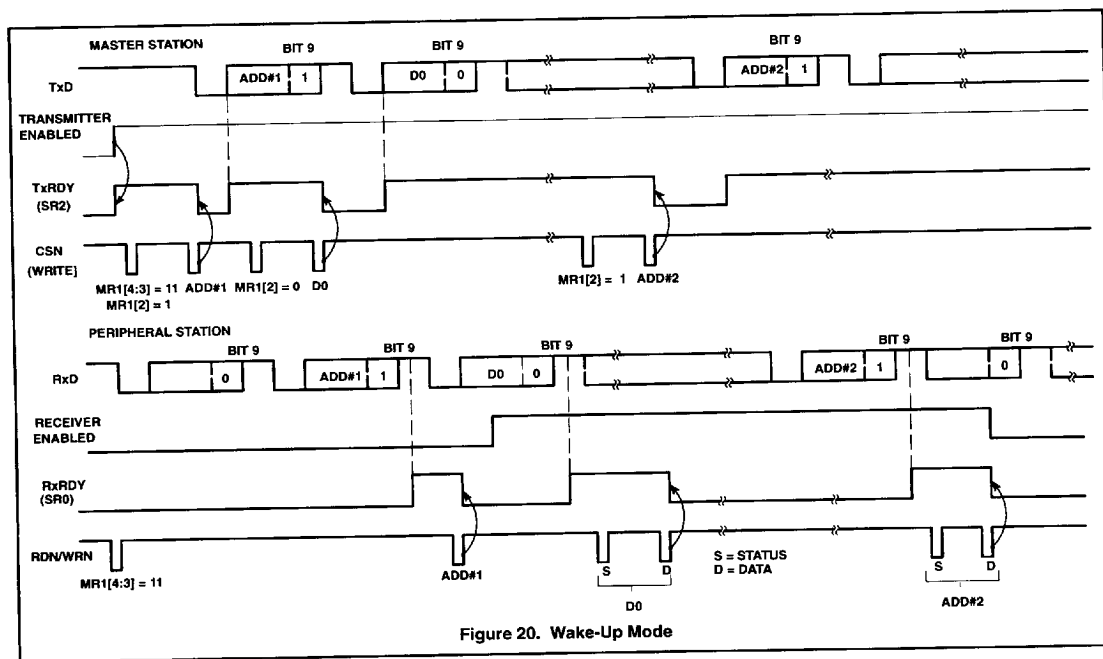 MASTER STATION
BIT 9 BIT 9 BIT 9
TxD ADD#1 1 D0 0 ADD#2 1
TRANSMITTER
ENABLED
TxRDY
(SR2)
CSN
(WRITE]
MR1[4:3] = 11 ADD#1 MR1[2] = 0 D0 MR1[2] = 1 ADD#2
MR1[2] = 1
PERIPHERAL STATION
BIT 9 BIT 9 BIT 9 BIT 9 BIT 9
RxD 0 ADD#1 1 D0 0 ADD#2 1 0
RECEIVER
ENABLED
RxRDY
(SR0)
RDN/WRN
MR1[4:3] = 11 ADD#1 S D S = STATUS S D
D = DATA
D0 ADD#2
Figure 20. Wake-Up Mode